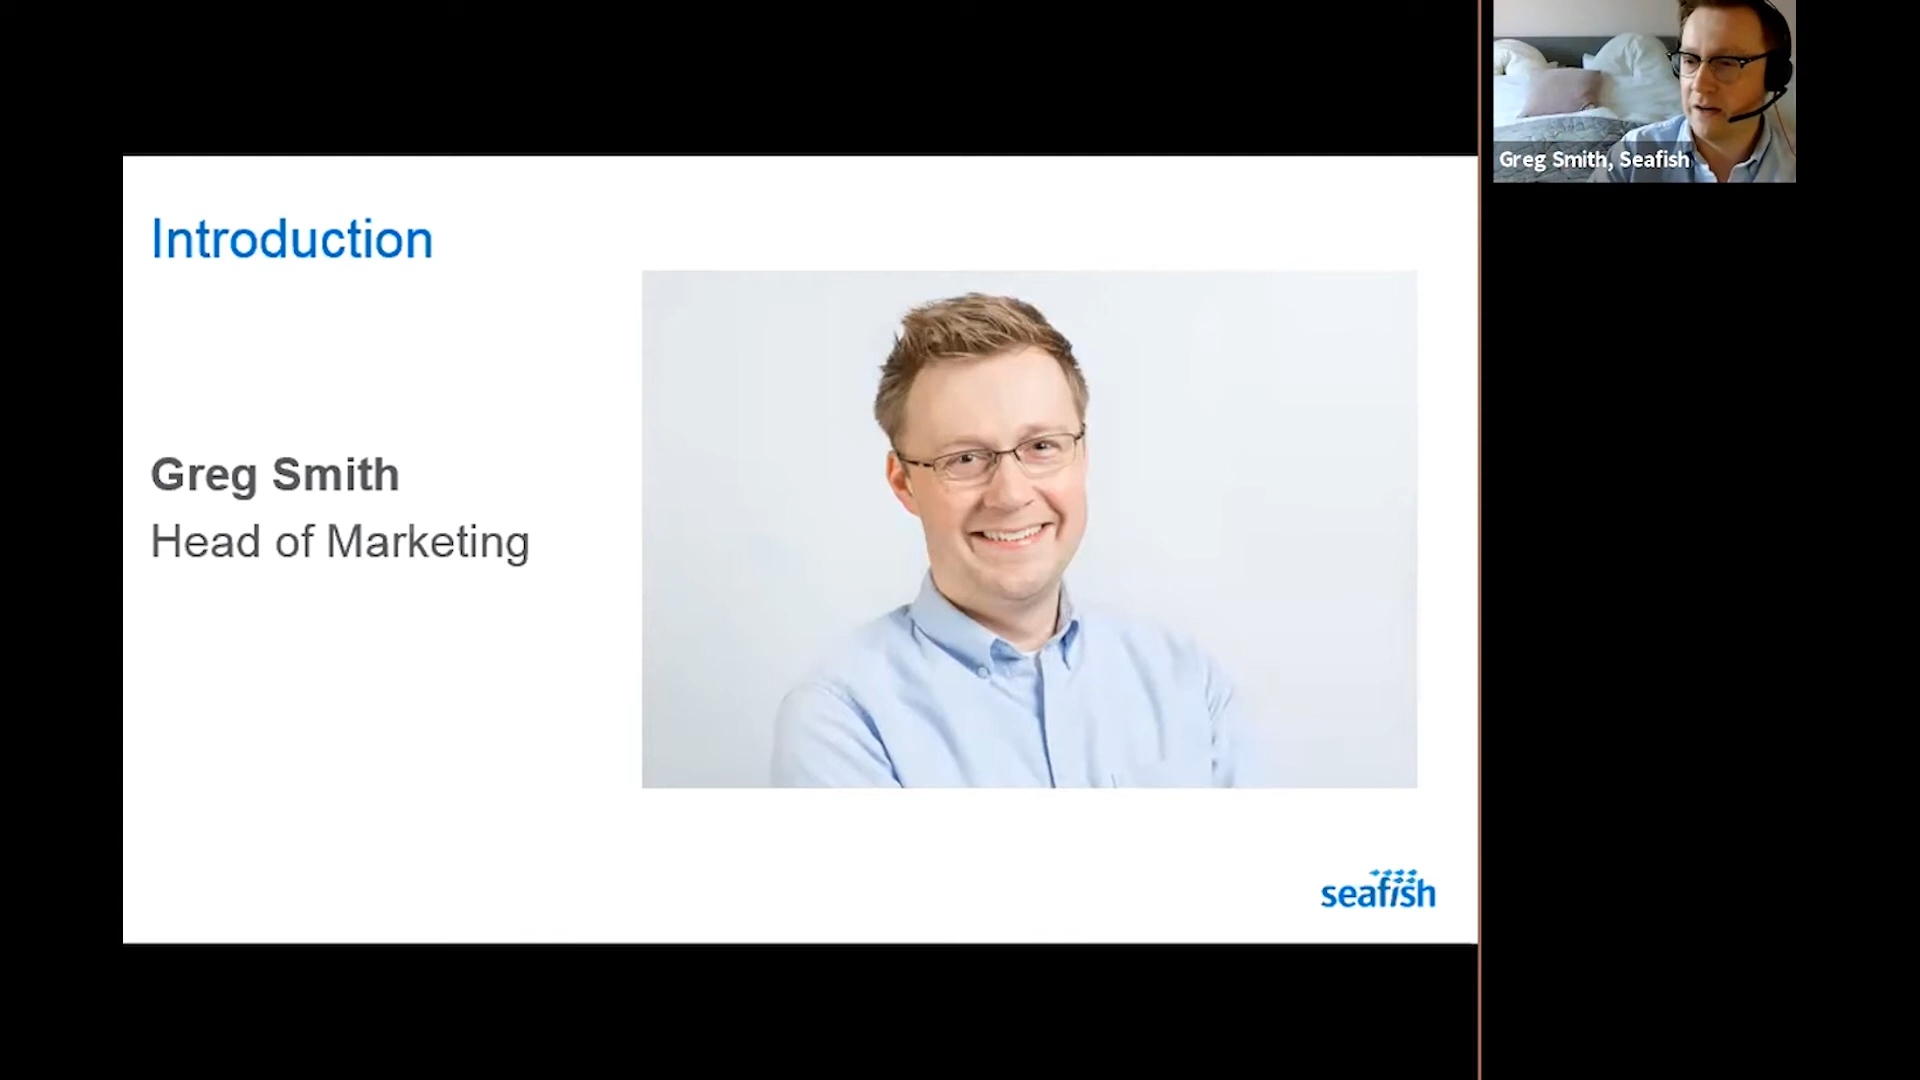 Introduction
Greg Smith
Head of Marketing
seafish
Greg Smith, Seafish